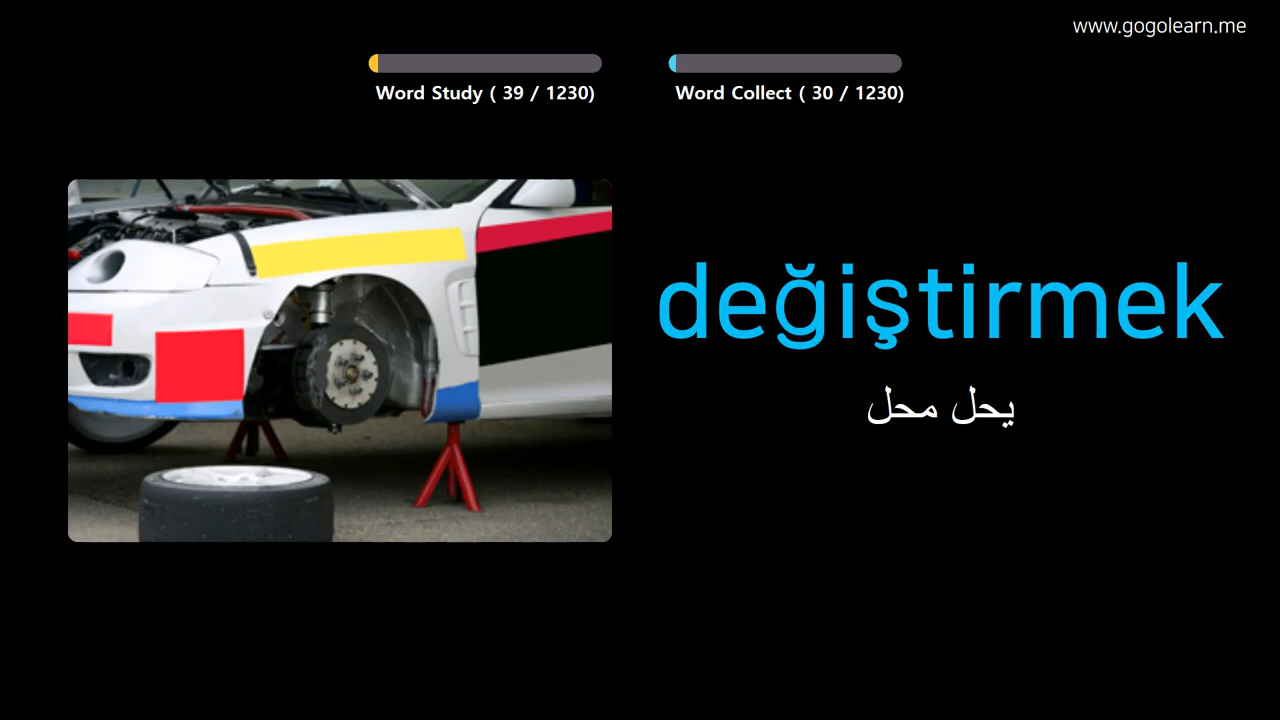 www.gogolearn.me
Word Study ( 39 / 1230)
Word Collect ( 30 / 1230)
değiştirmek
يحل محل